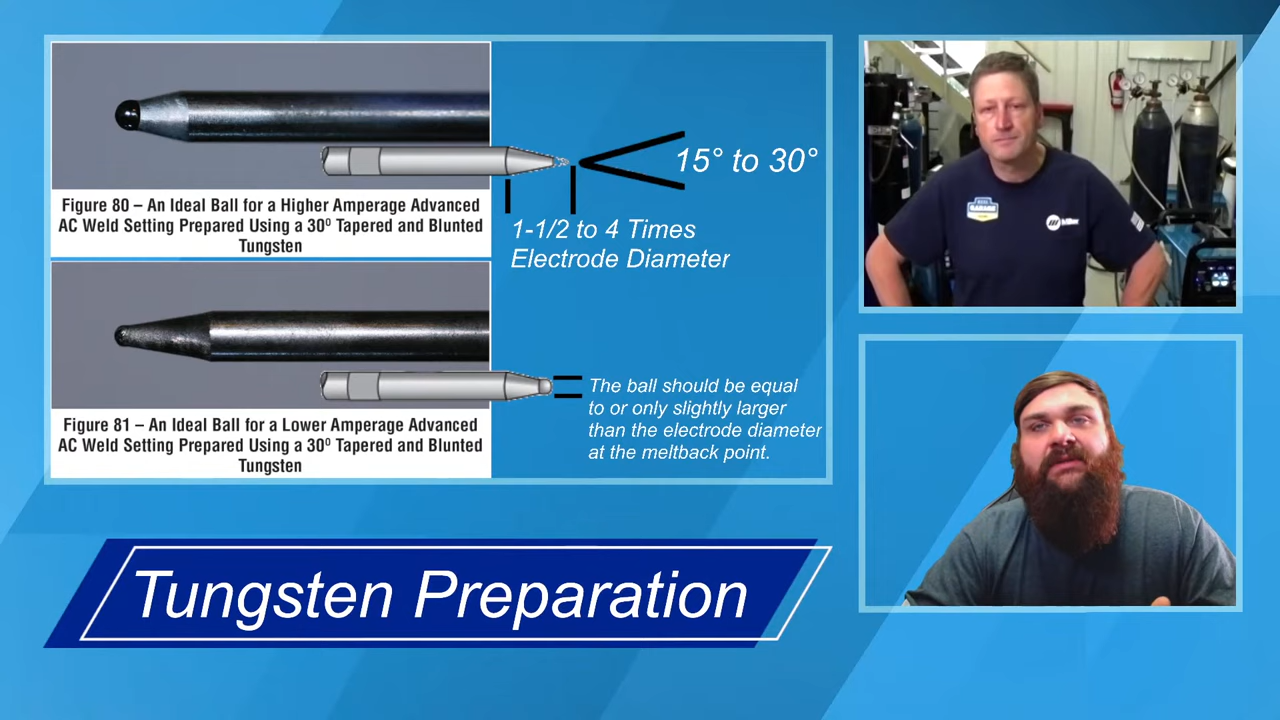 15° to 30°
Figure 80 – An Ideal Ball for a Higher Amperage Advanced
AC Weld Setting Prepared Using a 30º Tapered and Blunted
Tungsten
1-1/2 to 4 Times
Electrode Diameter
The ball should be equal
to or only slightly larger
than the electrode diameter
at the meltback point.
Figure 81 – An Ideal Ball for a Lower Amperage Advanced
AC Weld Setting Prepared Using a 30º Tapered and Blunted
Tungsten
Tungsten Preparation